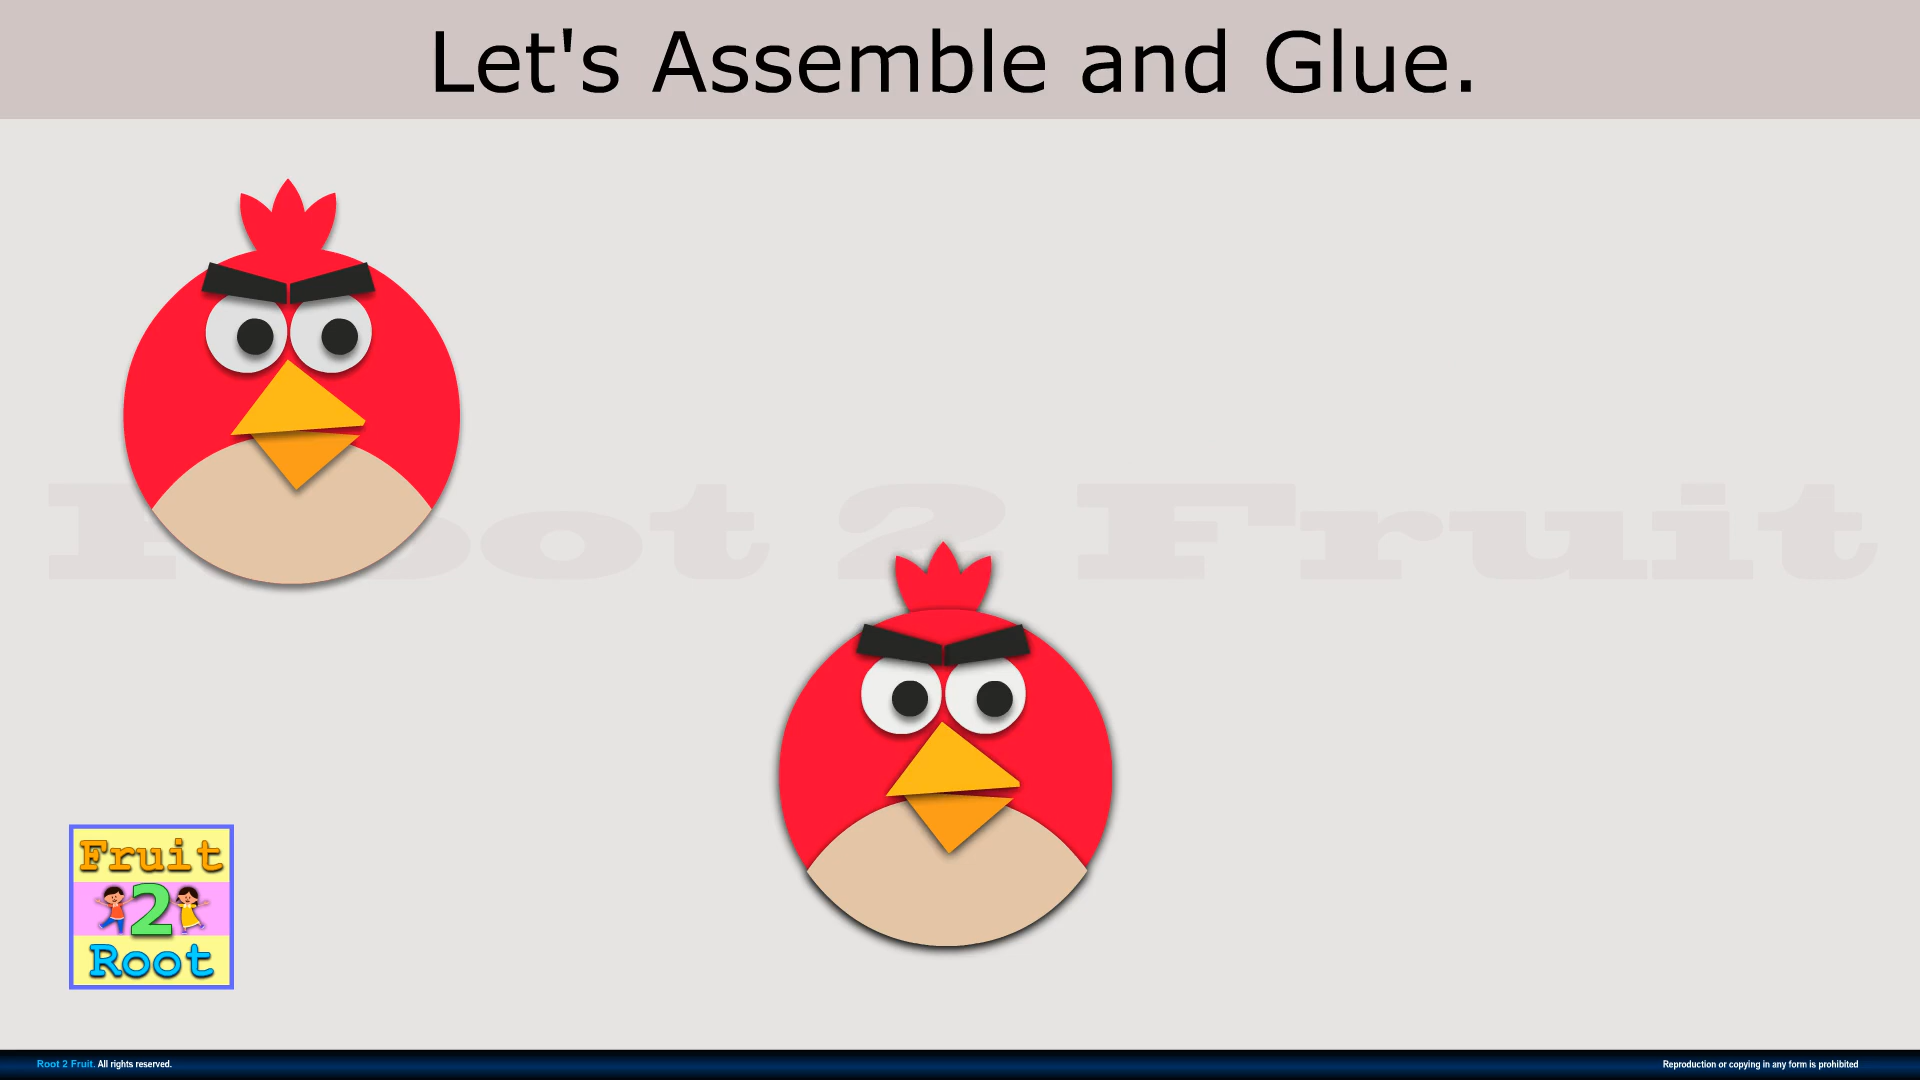 Let's Assemble and Glue.
Root 2 Fruit
Fruit
2
Root
Root 2 Fruit. All rights reserved.
Reproduction or copying in any form is prohibited